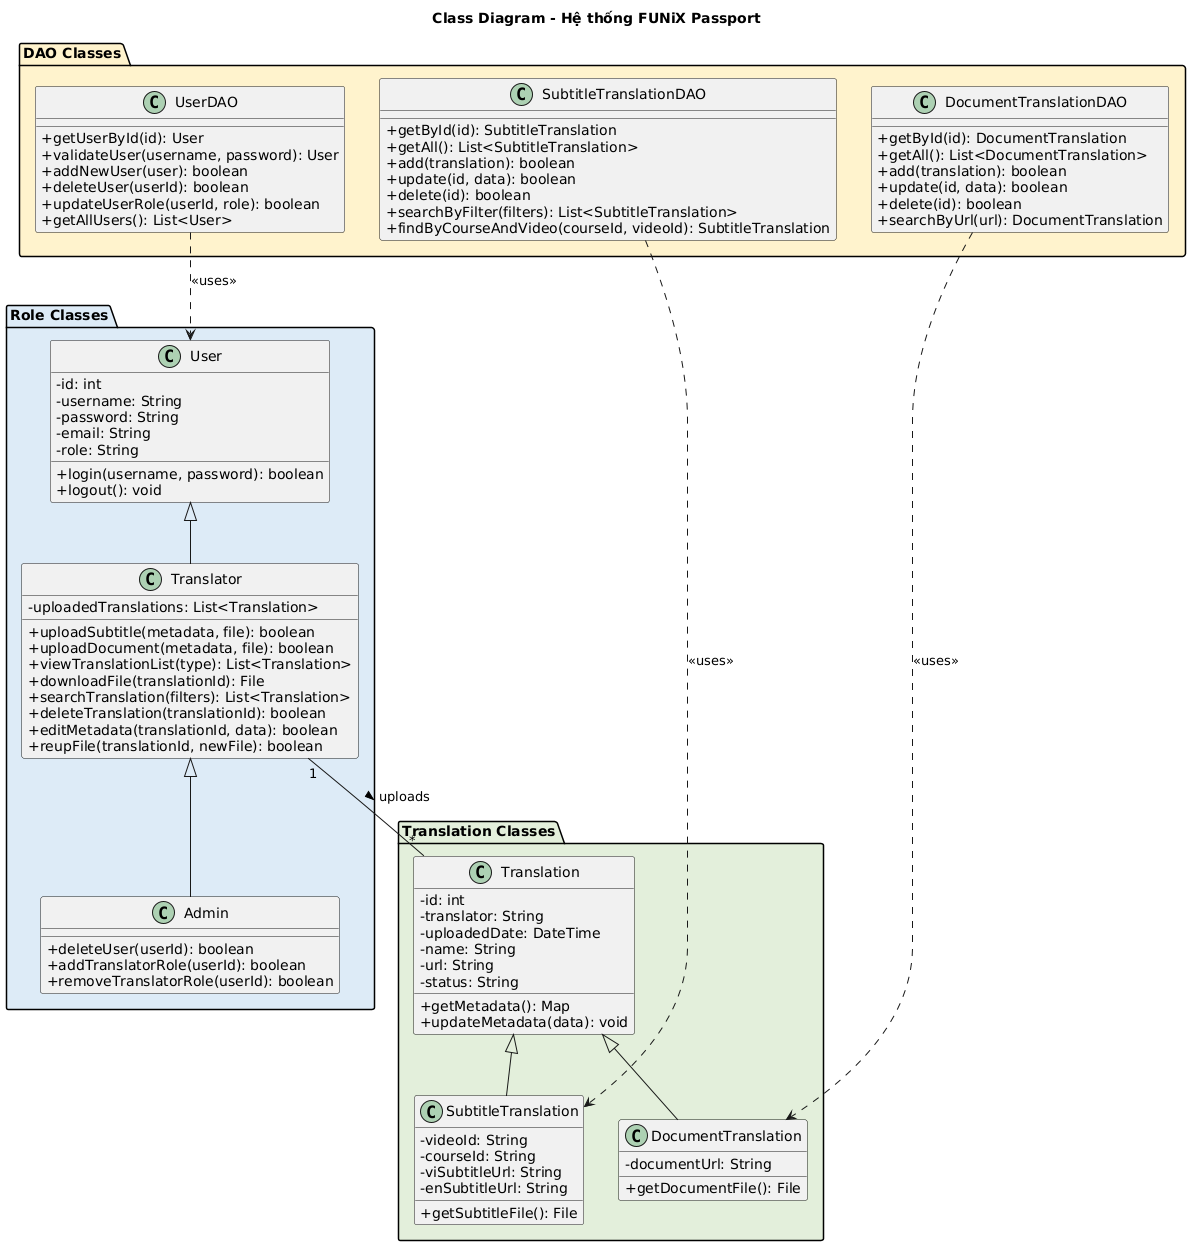 Class Diagram - Hệ thống FUNiX Passport
DAO Classes
C UserDAO
+getUserById(id): User
+validateUser(username, password): User
+addNewUser(user): boolean
+deleteUser(userId): boolean
+updateUserRole(userId, role): boolean
+getAllUsers(): List<User>
C SubtitleTranslationDAO
+getById(id): SubtitleTranslation
+getAll(): List<SubtitleTranslation>
+add(translation): boolean
+update(id, data): boolean
+delete(id): boolean
+searchByFilter(filters): List<SubtitleTranslation>
+findByCourseAndVideo(courseId, videoId): SubtitleTranslation
C DocumentTranslationDAO
+getById(id): DocumentTranslation
+getAll(): List<DocumentTranslation>
+add(translation): boolean
+update(id, data): boolean
+delete(id): boolean
+searchByUrl(url): DocumentTranslation
«uses»
Role Classes
C User
-id: int
-username: String
-password: String
-email: String
-role: String
+login(username, password): boolean
+logout(): void
C Translator
-uploadedTranslations: List<Translation>
+uploadSubtitle(metadata, file): boolean
+uploadDocument(metadata, file): boolean
+viewTranslationList(type): List<Translation>
+downloadFile(translationId): File
+searchTranslation(filters): List<Translation>
+deleteTranslation(translationId): boolean
+editMetadata(translationId, data): boolean
+reupFile(translationId, newFile): boolean
«uses»
«uses»
1
uploads
*
C Admin
+deleteUser(userId): boolean
+addTranslatorRole(userId): boolean
+removeTranslatorRole(userId): boolean
Translation Classes
C Translation
-id: int
-translator: String
-uploadedDate: DateTime
-name: String
-url: String
-status: String
+getMetadata(): Map
+updateMetadata(data): void
C SubtitleTranslation
-videoId: String
-courseId: String
-viSubtitleUrl: String
-enSubtitleUrl: String
+getSubtitleFile(): File
C DocumentTranslation
-documentUrl: String
+getDocumentFile(): File